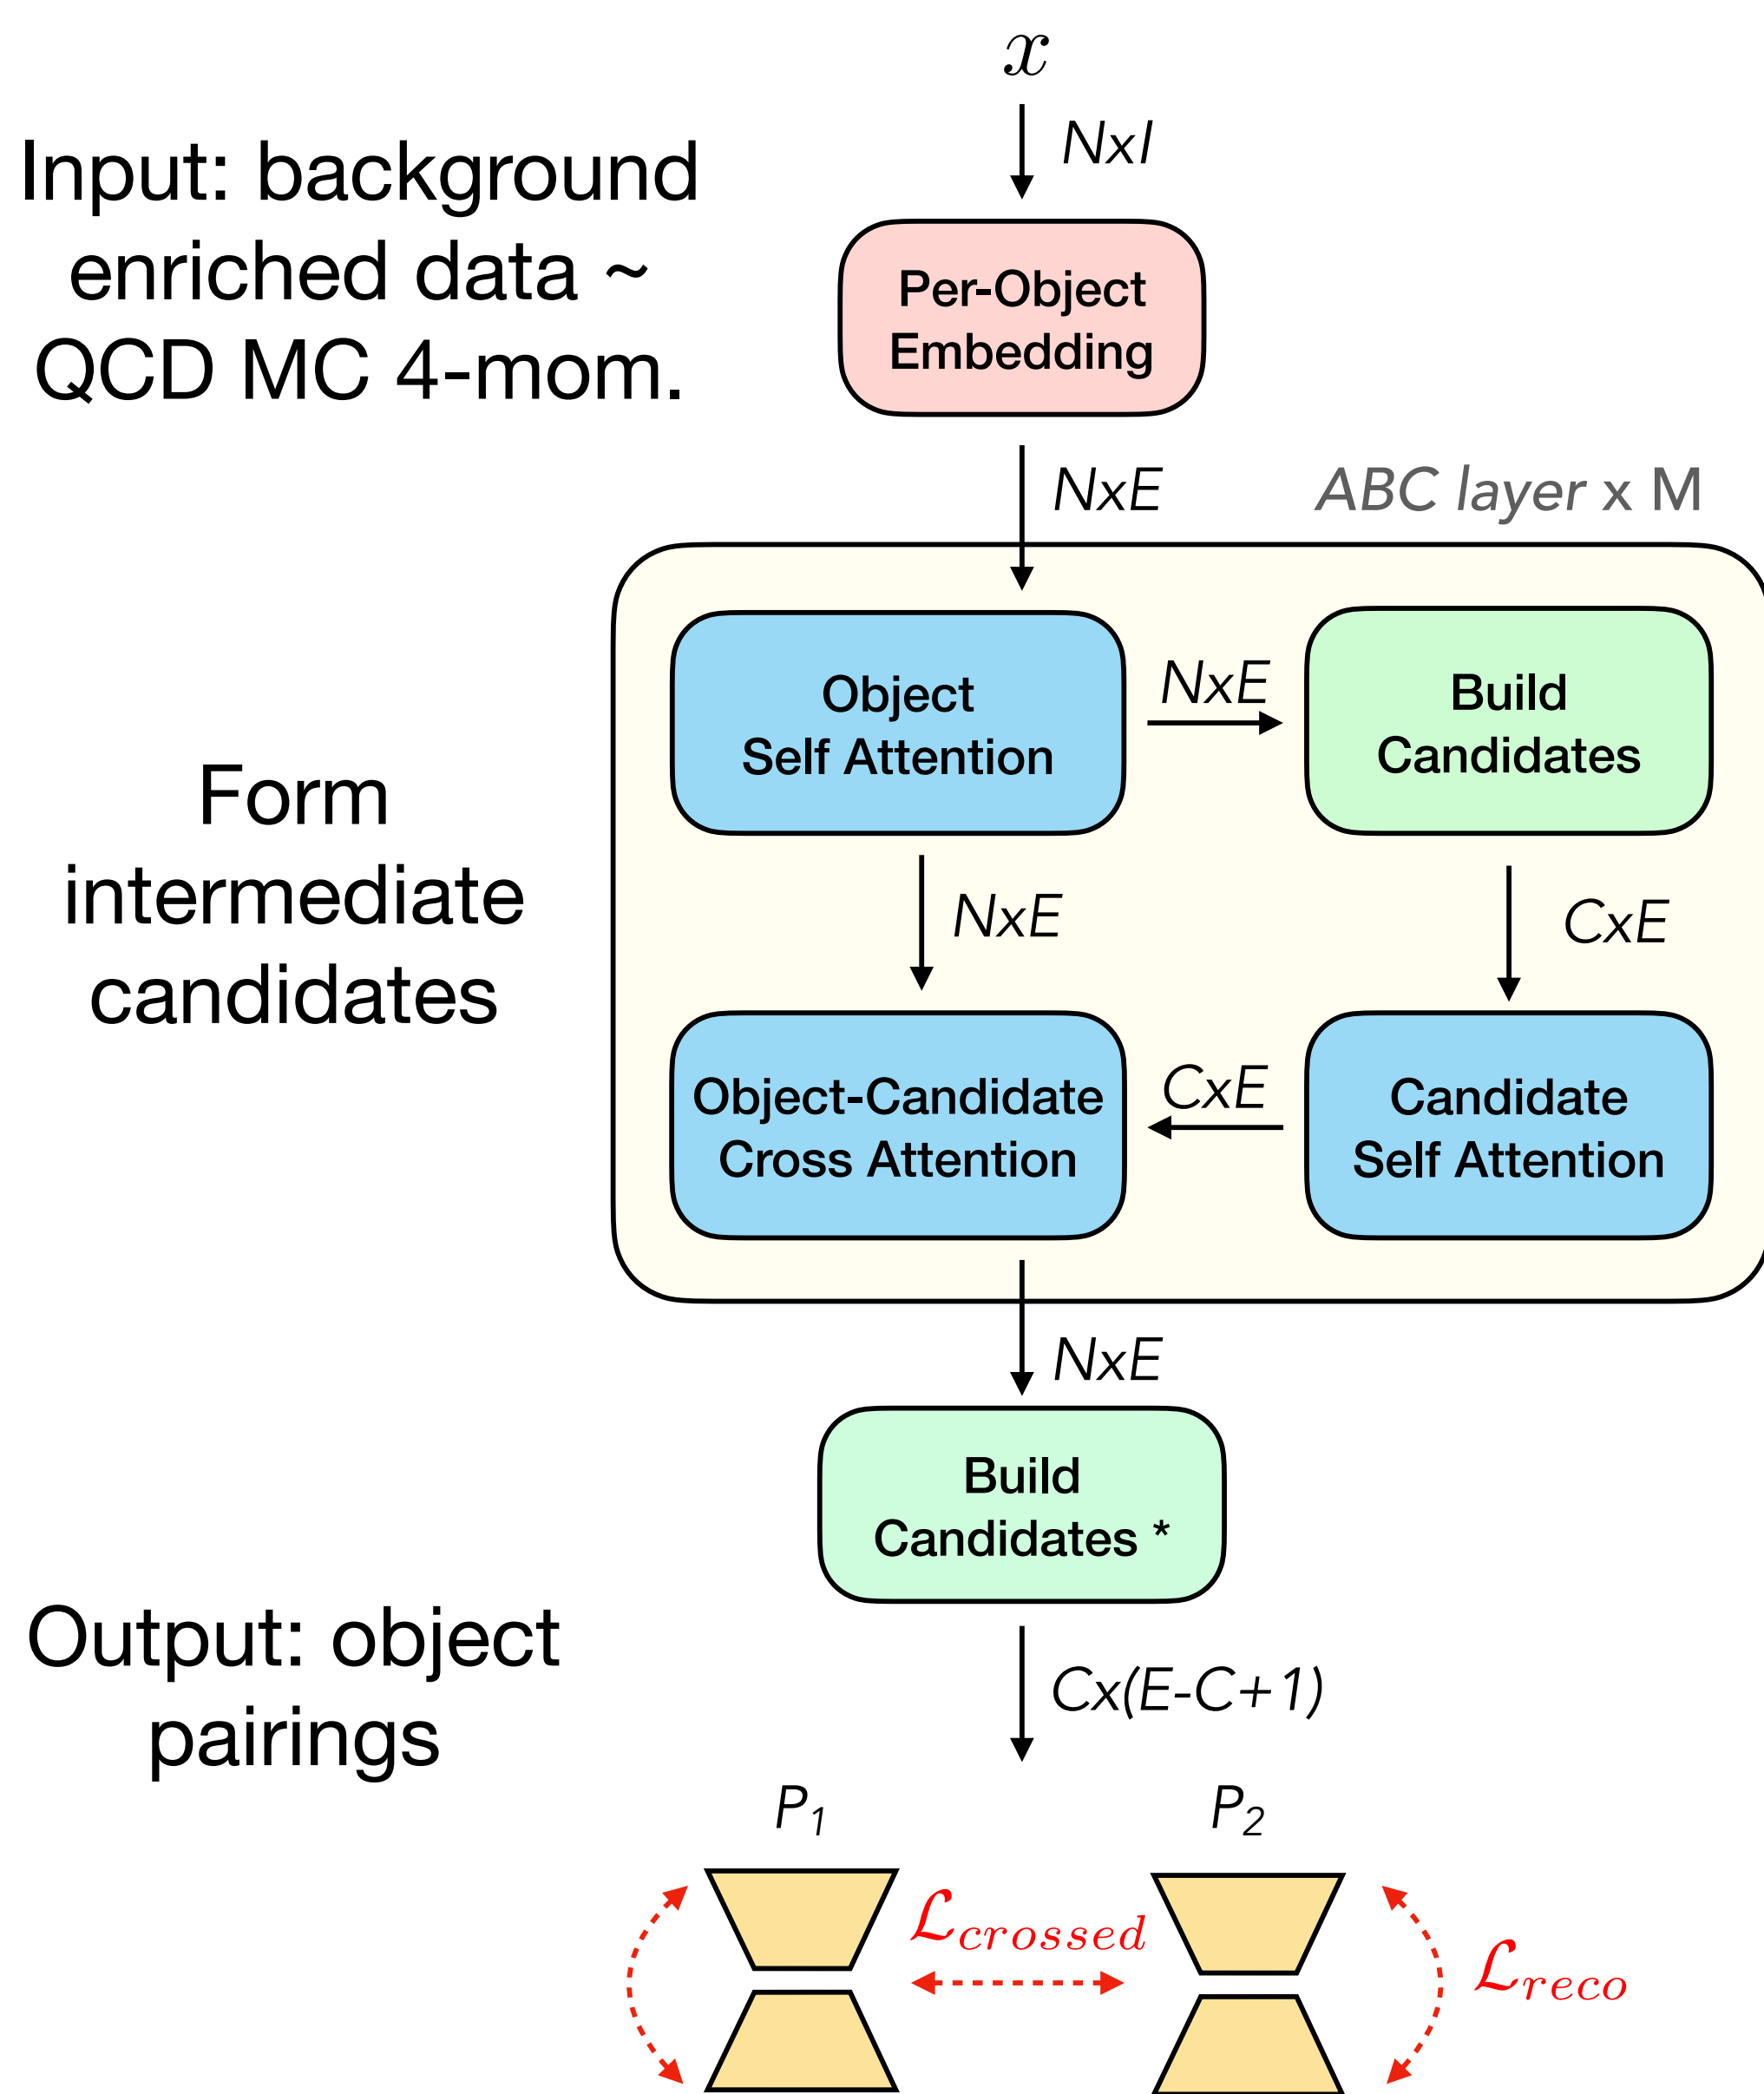 x
NxI
Input: background
enriched data ~
QCD MC 4-mom.
Per-Object
Embedding
NxE
ABC layer x M
Object
Self Attention
NxE
Build
Candidates
Form
intermediate
candidates
NxE
CxE
Object-Candidate
Cross Attention
CxE
Candidate
Self Attention
NxE
Build
Candidates *
Output: object
pairings
Cx(E-C+1)
P1
P2
ℒcrossed
ℒreco